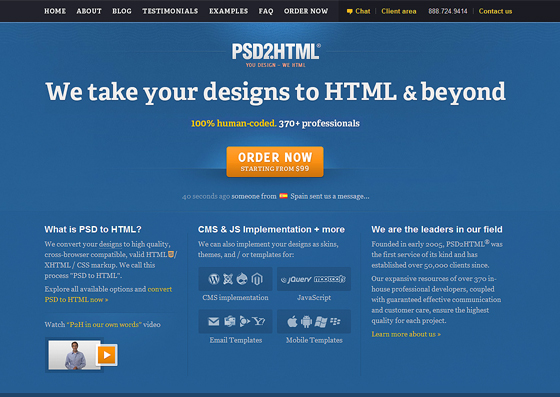 HOME ABOUT BLOG TESTIMONIALS EXAMPLES FAQ ORDER NOW Chat | Client area 888.724.9414 | Contact us
PSD2HTML®
YOU DESIGN – WE HTML
We take your designs to HTML & beyond
100% human-coded. 370+ professionals
ORDER NOW
STARTING FROM $99
40 seconds ago someone from Spain sent us a message...
What is PSD to HTML?
We convert your designs to high quality,
cross-browser compatible, valid HTML5/
XHTML / CSS markup. We call this
process "PSD to HTML".
Explore all available options and convert
PSD to HTML now »
Watch "P2H in our own words" video
CMS & JS Implementation + more
We can also implement your designs as skins,
themes, and / or templates for:
CMS implementation
jQuery mootools
JavaScript
Email Templates
Mobile Templates
We are the leaders in our field
Founded in early 2005, PSD2HTML® was
the first service of its kind and has
established over 50,000 clients since.
Our expansive resources of over 370 in-
house professional developers, coupled
with guaranteed effective communication
and customer care, ensure the highest
quality for each project.
Learn more about us »